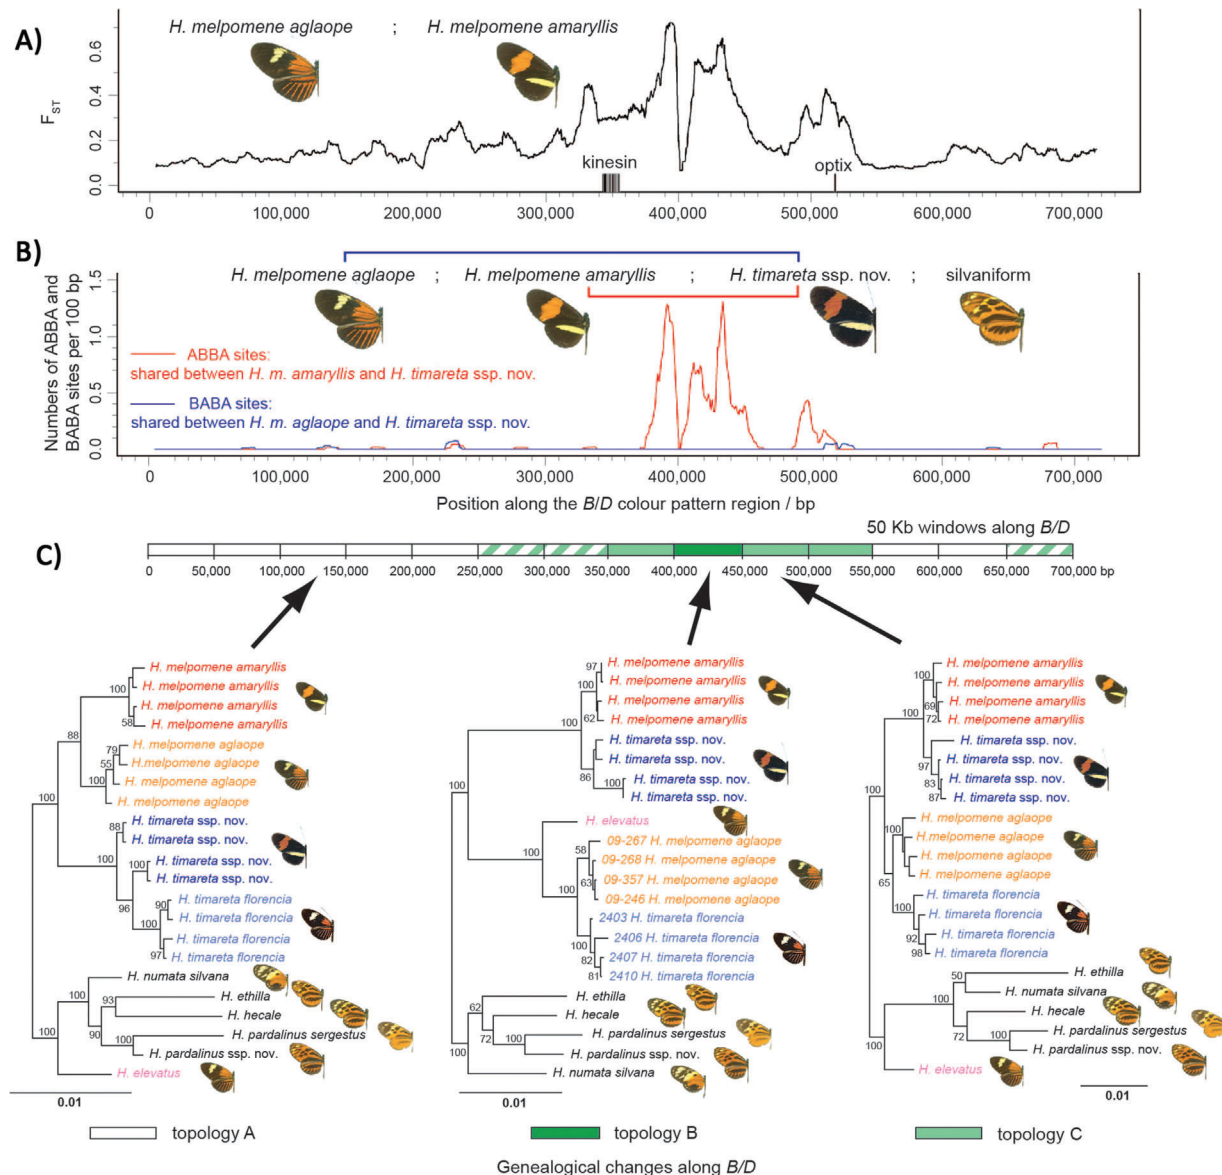 A)
H. melpomene aglaope ; H. melpomene amaryllis
FST
0.6
0.4
0.2
0.0
kinesin
optix
0 100,000 200,000 300,000 400,000 500,000 600,000 700,000
B)
H. melpomene aglaope ; H. melpomene amaryllis ; H. timareta ssp. nov. ; silvaniform
Numbers of ABBA and
BABA sites per 100 bp
1.5
1.0
0.5
0.0
ABBA sites:
shared between H. m. amaryllis and H. timareta ssp. nov.
BABA sites:
shared between H. m. aglaope and H. timareta ssp. nov.
0 100,000 200,000 300,000 400,000 500,000 600,000 700,000
Position along the B/D colour pattern region / bp
50 Kb windows along B/D
C)
0 50,000 100,000 150,000 200,000 250,000 300,000 350,000 400,000 450,000 500,000 550,000 600,000 650,000 700,000 bp
H. melpomene amaryllis
H. melpomene amaryllis
100
H. melpomene amaryllis
58
H. melpomene amaryllis
88
H. melpomene aglaope
79
H.melpomene aglaope
55
H. melpomene aglaope
100
H. melpomene aglaope
100
H. timareta ssp. nov.
88
H. timareta ssp. nov.
100
H. timareta ssp. nov.
100
H. timareta ssp. nov.
96
H. timareta florencia
90
H. timareta florencia
100
H. timareta florencia
97
H. timareta florencia
H. numata silvana
H. ethilla
93
H. hecale
90
H. pardalinus sergestus
100
H. pardalinus ssp. nov.
100
H. elevatus
0.01
topology A
97
H. melpomene amaryllis
H. melpomene amaryllis
100
H. melpomene amaryllis
62
H. melpomene amaryllis
100
H. timareta ssp. nov.
H. timareta ssp. nov.
86
H. timareta ssp. nov.
100
H. timareta ssp. nov.
100
H. elevatus
09-267 H. melpomene aglaope
58
09-268 H. melpomene aglaope
63
09-357 H. melpomene aglaope
100
09-246 H. melpomene aglaope
2403 H. timareta florencia
100
2406 H. timareta florencia
82
2407 H. timareta florencia
81
2410 H. timareta florencia
H. ethilla
62
H. hecale
72
H. pardalinus sergestus
100
H. pardalinus ssp. nov.
100
H. numata silvana
0.01
topology B
H. melpomene amaryllis
100
H. melpomene amaryllis
69
H. melpomene amaryllis
72
H. melpomene amaryllis
100
H. timareta ssp. nov.
97
H. timareta ssp. nov.
83
H. timareta ssp. nov.
87
H. timareta ssp. nov.
100
H. melpomene aglaope
100
H.melpomene aglaope
H. melpomene aglaope
H. melpomene aglaope
65
H. timareta florencia
100
H. timareta florencia
92
H. timareta florencia
98
H. timareta florencia
50
H. ethilla
H. numata silvana
100
H. hecale
H. pardalinus sergestus
100
72
H. pardalinus ssp. nov.
100
H. elevatus
0.01
topology C
Genealogical changes along B/D